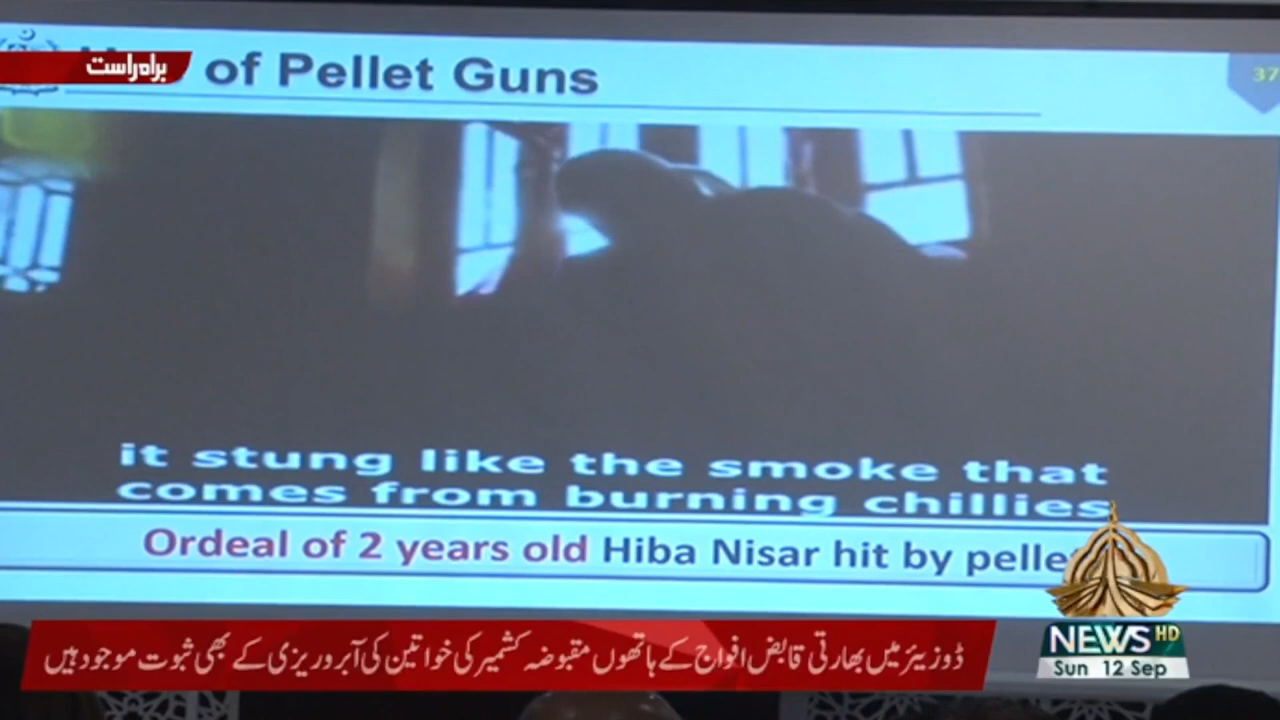 براہ راست
of Pellet Guns
37
it stung like the smoke that
comes from burning chillies
Ordeal of 2 years old Hiba Nisar hit by pelle
NEWS HD
Sun 12 Sep
ڈوزیئر میں بھارتی قابض افواج کے ہاتھوں مقبوضہ کشمیر کی خواتین کی آبروریزی کے بھی ثبوت موجود ہیں